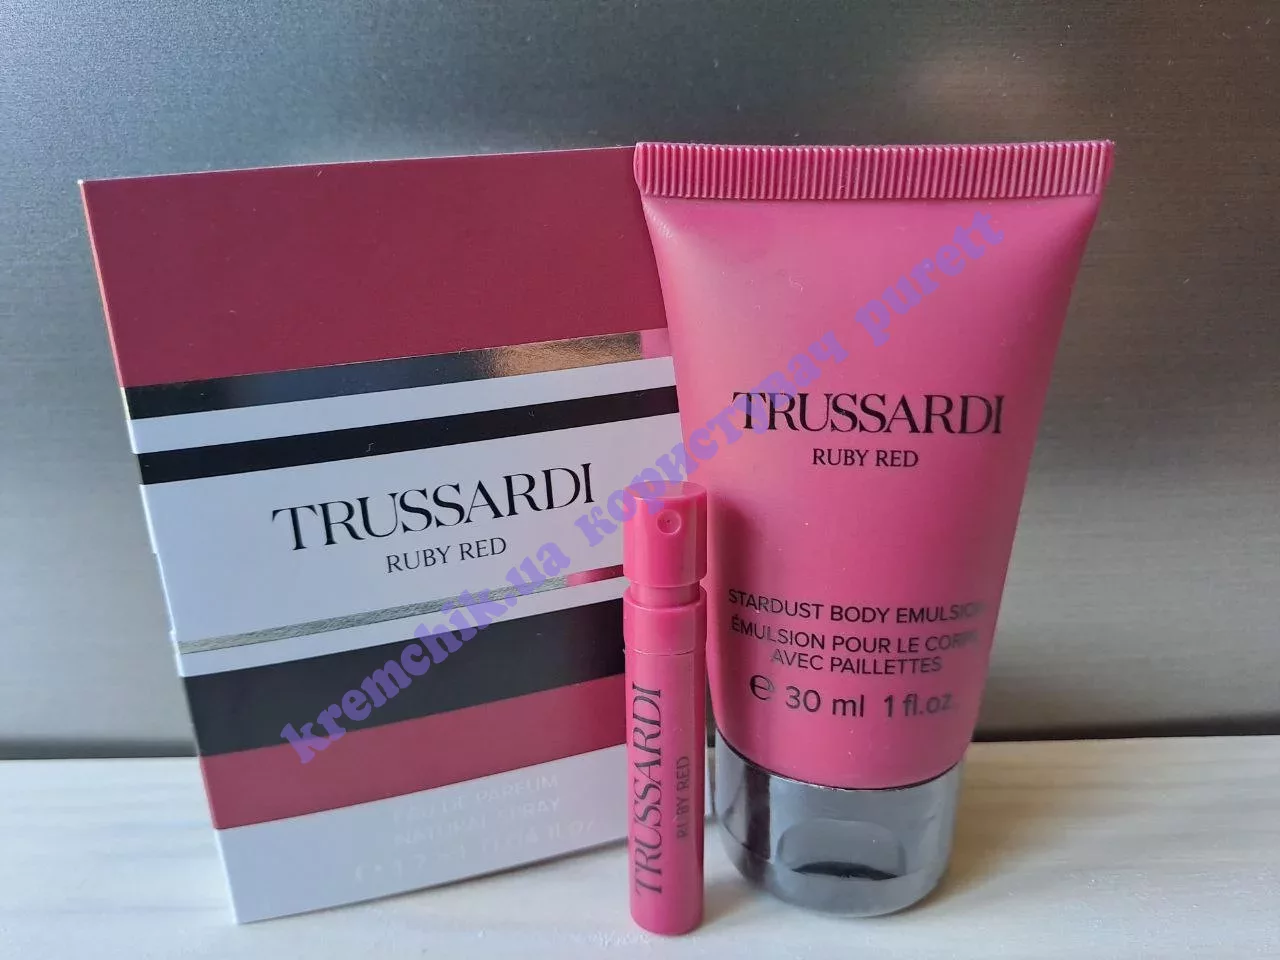 TRUSSARDI
RUBY RED
EAU DE PARFUM
NATURAL SPRAY
TRUSSARDI
RUBY RED
TRUSSARDI
RUBY RED
STARDUST BODY EMULSION
ÉMULSION POUR LE CORPS
AVEC PAILLETTES
℮ 30 ml 1 fl.oz.
kremchik.ua користувач purett